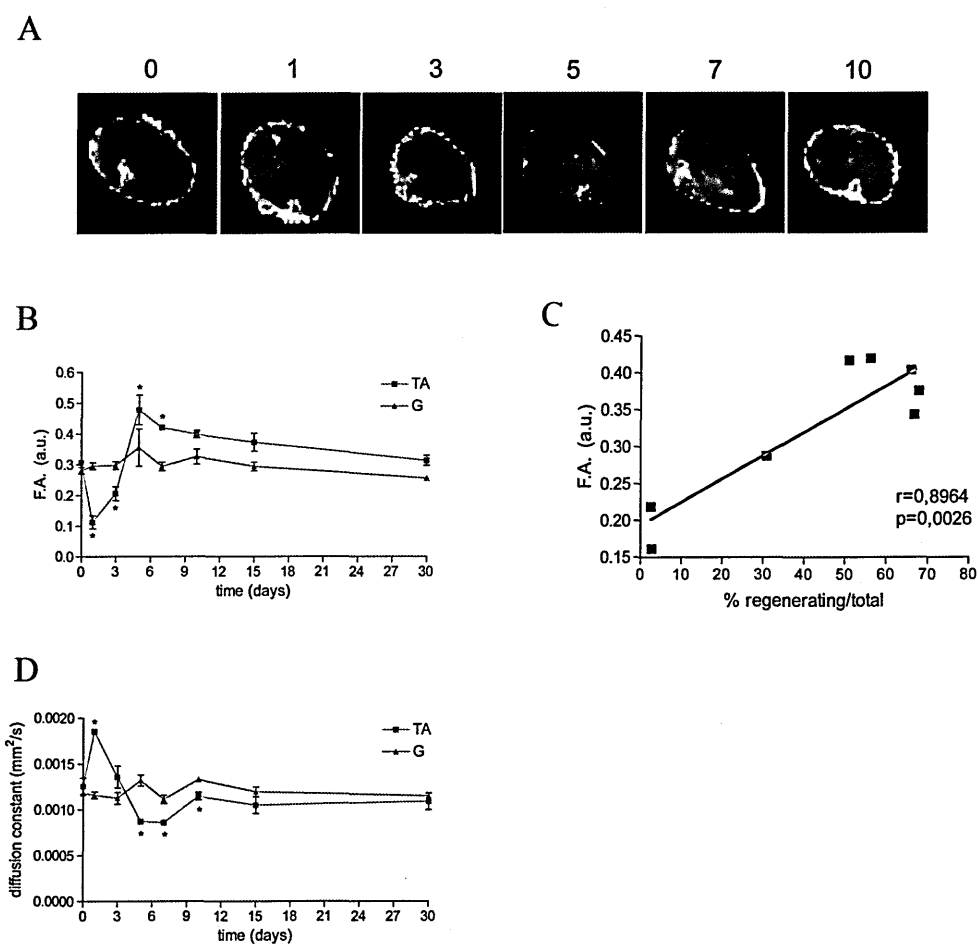 A
0 1 3 5 7 10
B
0.6
0.5
0.4
0.3
0.2
0.1
0.0
F.A. (a.u.)
TA
G
*
*
*
*
0 3 6 9 12 15 18 21 24 27 30
time (days)
C
0.45
0.40
0.35
0.30
0.25
0.20
0.15
F.A. (a.u.)
r=0,8964
p=0,0026
0 10 20 30 40 50 60 70 80
% regenerating/total
D
0.0020
0.0015
0.0010
0.0005
0.0000
diffusion constant (mm²/s)
TA
G
*
*
*
*
0 3 6 9 12 15 18 21 24 27 30
time (days)